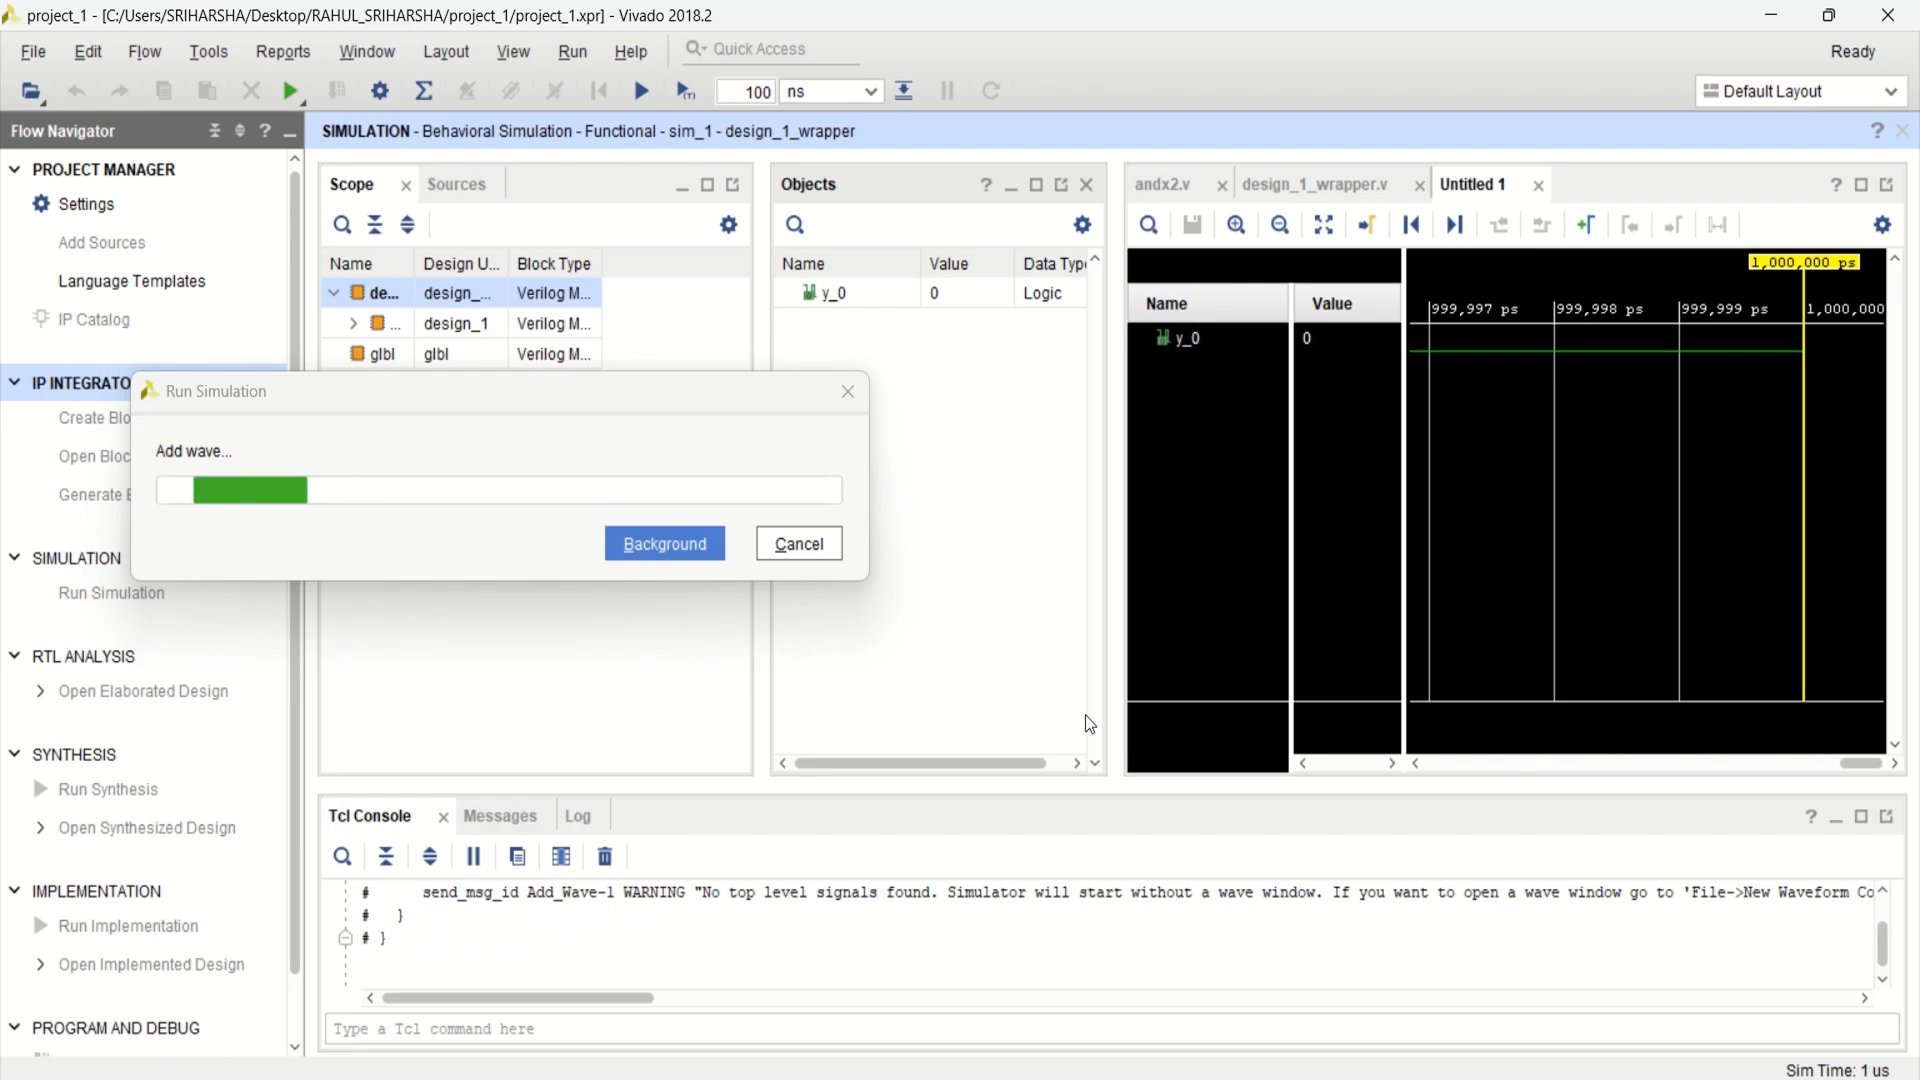 project_1 - [C:/Users/SRIHARSHA/Desktop/RAHUL_SRIHARSHA/project_1/project_1.xpr] - Vivado 2018.2
File Edit Flow Tools Reports Window Layout View Run Help Quick Access Ready
100 ns Default Layout
Flow Navigator
SIMULATION - Behavioral Simulation - Functional - sim_1 - design_1_wrapper
PROJECT MANAGER
Settings
Add Sources
Language Templates
IP Catalog
IP INTEGRATO
Create Blo
Open Bloc
Generate B
SIMULATION
Run Simulation
RTL ANALYSIS
Open Elaborated Design
SYNTHESIS
Run Synthesis
Open Synthesized Design
IMPLEMENTATION
Run Implementation
Open Implemented Design
PROGRAM AND DEBUG
Scope Sources
Name Design U... Block Type
de... design_... Verilog M...
... design_1 Verilog M...
glbl glbl Verilog M...
Objects
Name Value Data Typ
y_0 0 Logic
andx2.v design_1_wrapper.v Untitled 1
1,000,000 ps
Name Value 999,997 ps 999,998 ps 999,999 ps 1,000,000
y_0 0
Run Simulation
Add wave...
Background Cancel
Tcl Console Messages Log
# send_msg_id Add_Wave-1 WARNING "No top level signals found. Simulator will start without a wave window. If you want to open a wave window go to 'File->New Waveform Co
# }
# }
Type a Tcl command here
Sim Time: 1 us